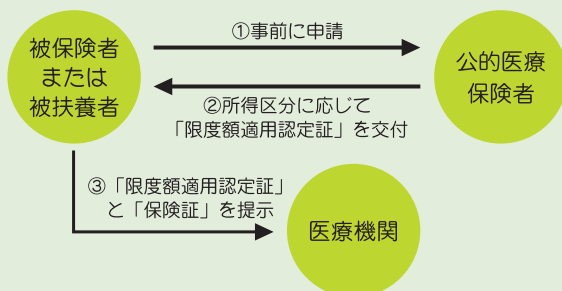 ①事前に申請
被保険者
または
被扶養者
公的医療
保険者
②所得区分に応じて
「限度額適用認定証」を交付
③「限度額適用認定証」
と「保険証」を提示
医療機関